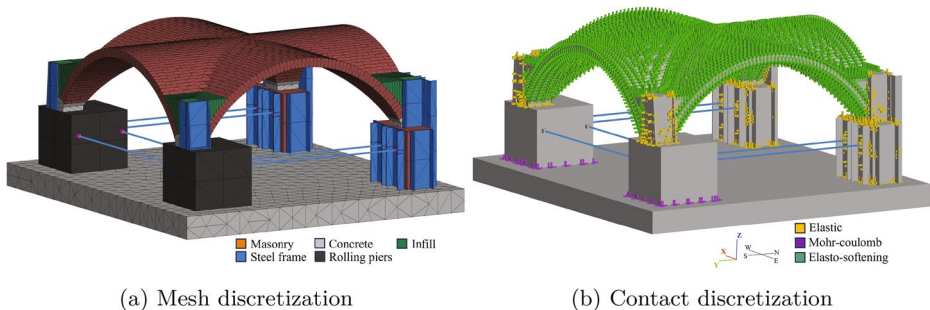 Masonry Concrete Infill
Steel frame Rolling piers
Elastic
Mohr-coulomb
Elasto-softening
Z
X
Y
W
N
S
E
(a) Mesh discretization
(b) Contact discretization